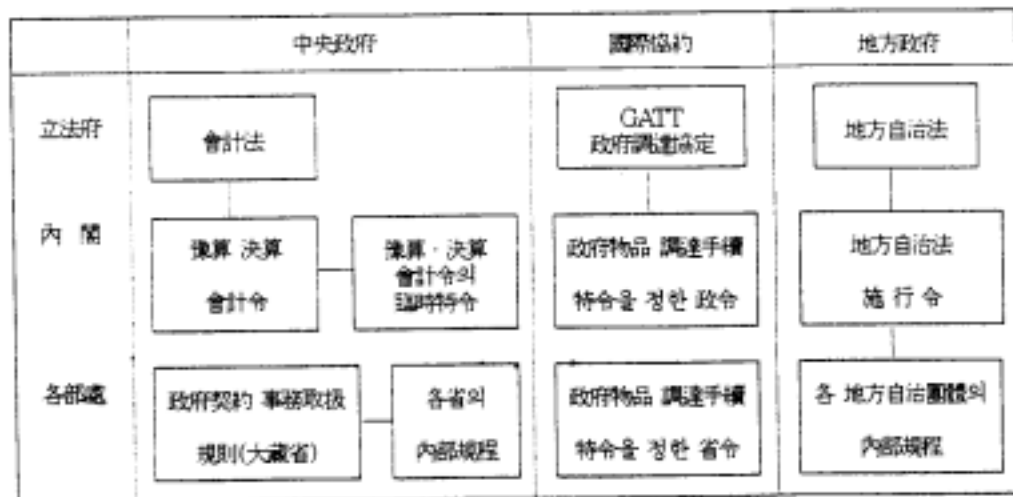 中央政府
國際協約
地方政府
立法府
會計法
GATT
政府調達協定
地方自治法
內 閣
豫算 決算
會計令
豫算·決算
會計令의
臨時特令
政府物品 調達手續
特令을 정한 政令
地方自治法
施 行 令
各部處
政府契約 事務取扱
規則(大藏省)
各省의
內部規程
政府物品 調達手續
特令을 정한 省令
各 地方自治團體의
內部規程